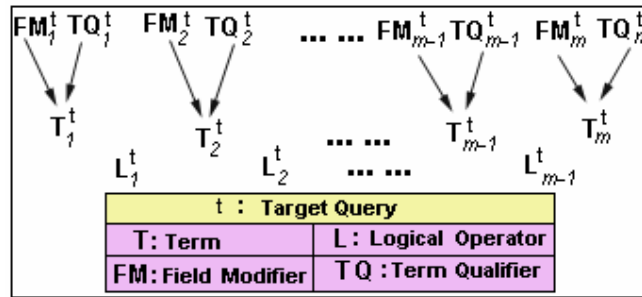 FM₁ᵗ TQ₁ᵗ FM₂ᵗ TQ₂ᵗ ... ... FMₘ₋₁ᵗ TQₘ₋₁ᵗ FMₘᵗ TQₘᵗ
T₁ᵗ T₂ᵗ ... ... Tₘ₋₁ᵗ Tₘᵗ
L₁ᵗ L₂ᵗ ... ... Lₘ₋₁ᵗ
t : Target Query
T: Term L: Logical Operator
FM: Field Modifier TQ :Term Qualifier